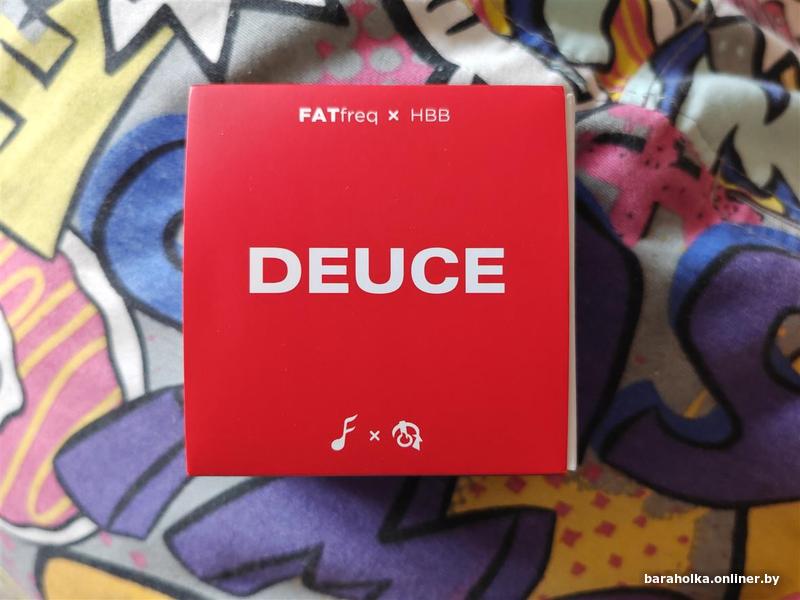 FATfreq × HBB
DEUCE
×
baraholka.onliner.by